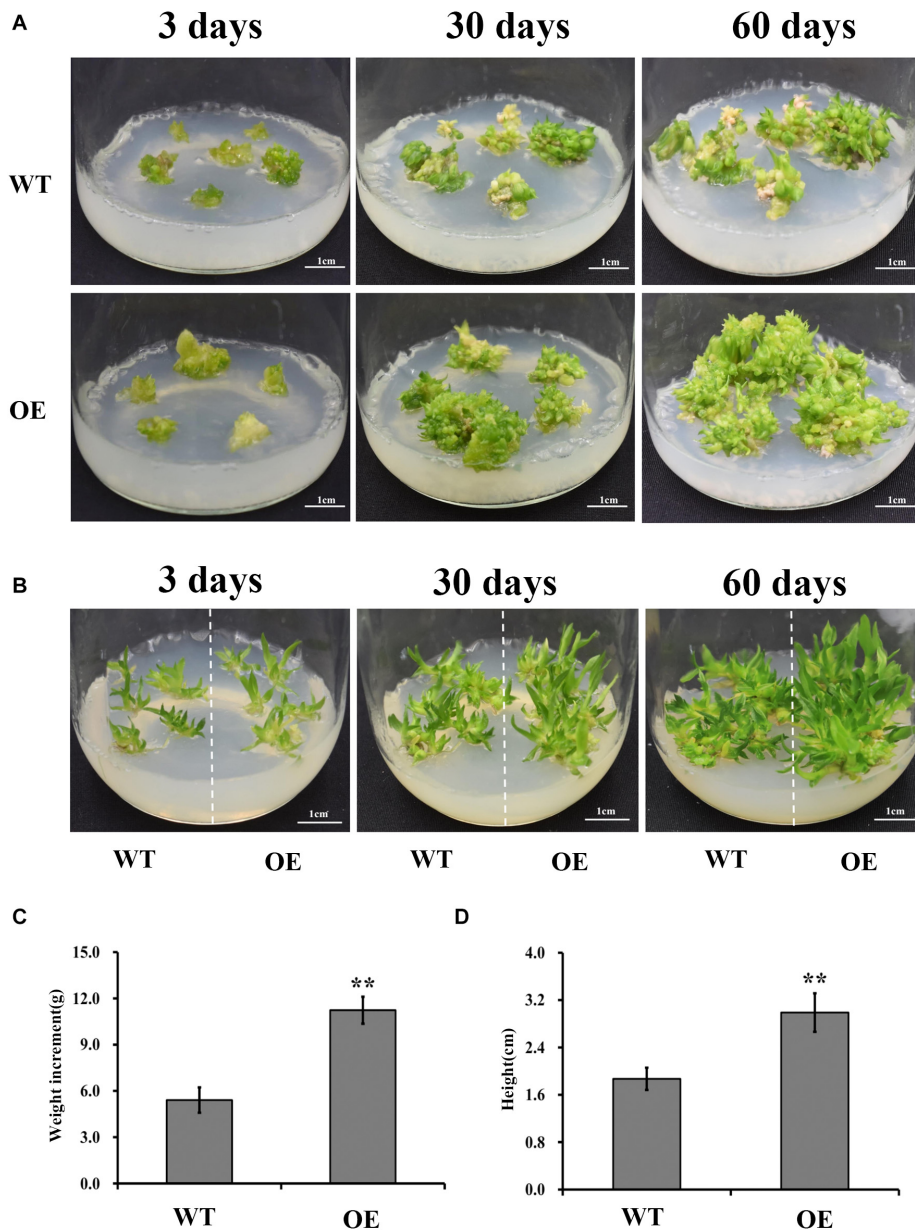 A
3 days 30 days 60 days
WT
1cm 1cm 1cm
OE
1cm 1cm 1cm
B
3 days 30 days 60 days
1cm 1cm 1cm
WT OE WT OE WT OE
C
15.0
12.0
9.0
6.0
3.0
0.0
Weight increment(g)
**
WT OE
D
4.0
3.2
2.4
1.6
0.8
0.0
Height(cm)
**
WT OE